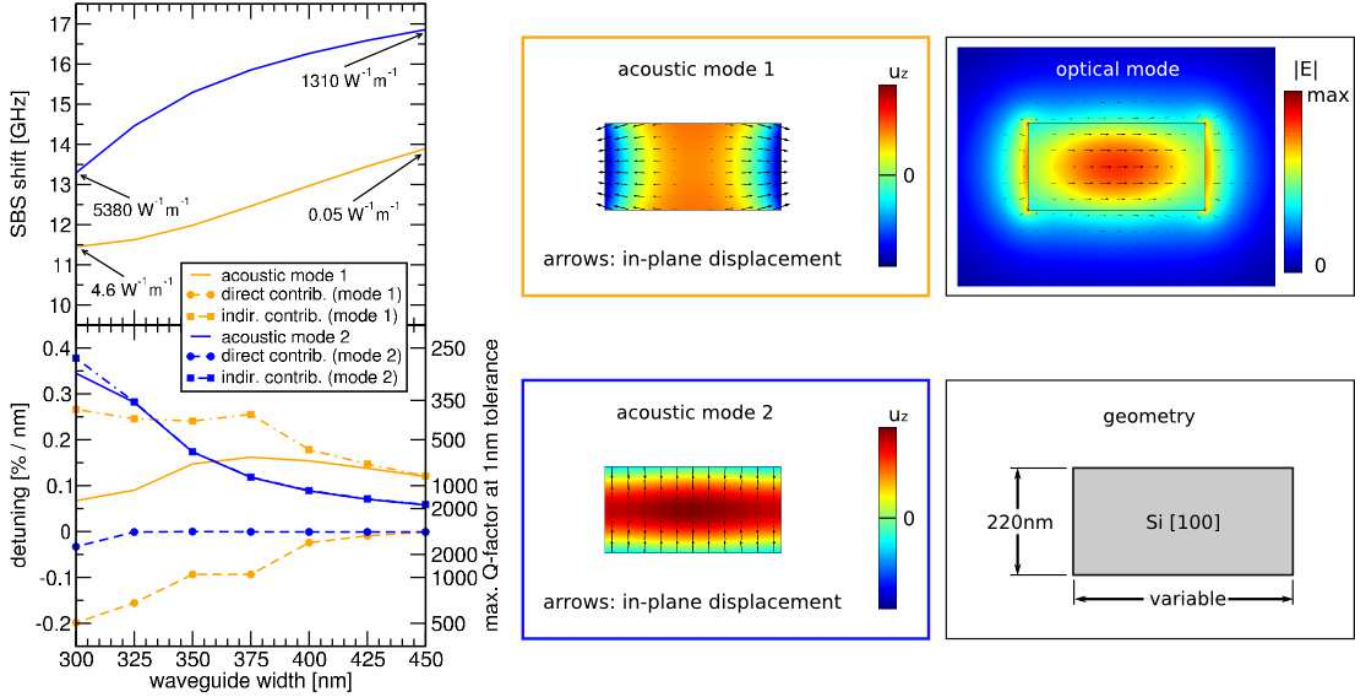 17
16
15
14
13
12
11
10
SBS shift [GHz]
1310 W⁻¹m⁻¹
5380 W⁻¹m⁻¹
0.05 W⁻¹m⁻¹
4.6 W⁻¹m⁻¹
acoustic mode 1
direct contrib. (mode 1)
indir. contrib. (mode 1)
acoustic mode 2
direct contrib. (mode 2)
indir. contrib. (mode 2)
0.4
0.3
0.2
0.1
0
-0.1
-0.2
detuning [% / nm]
250
350
500
1000
2000
2000
1000
500
max. Q-factor at 1nm tolerance
300 325 350 375 400 425 450
waveguide width [nm]
acoustic mode 1
u_z
0
arrows: in-plane displacement
optical mode
|E|
max
0
acoustic mode 2
u_z
0
arrows: in-plane displacement
geometry
220nm
Si [100]
variable